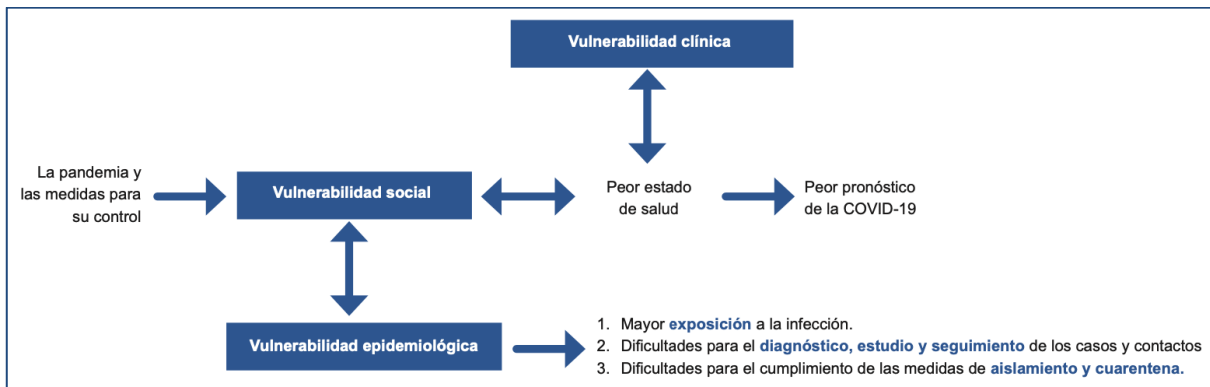 Vulnerabilidad clínica
La pandemia y
las medidas para
su control
Vulnerabilidad social
Peor estado
de salud
Peor pronóstico
de la COVID-19
Vulnerabilidad epidemiológica
1. Mayor exposición a la infección.
2. Dificultades para el diagnóstico, estudio y seguimiento de los casos y contactos
3. Dificultades para el cumplimiento de las medidas de aislamiento y cuarentena.